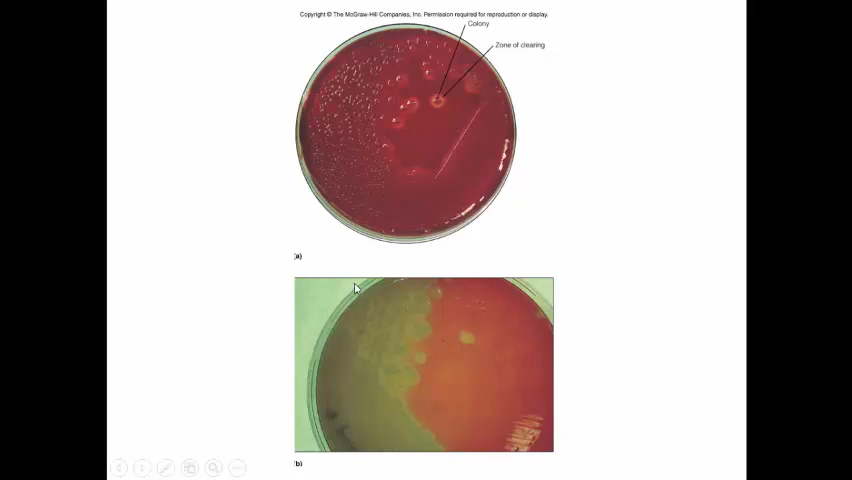 Copyright © The McGraw-Hill Companies, Inc. Permission required for reproduction or display.
Colony
Zone of clearing
(a)
(b)